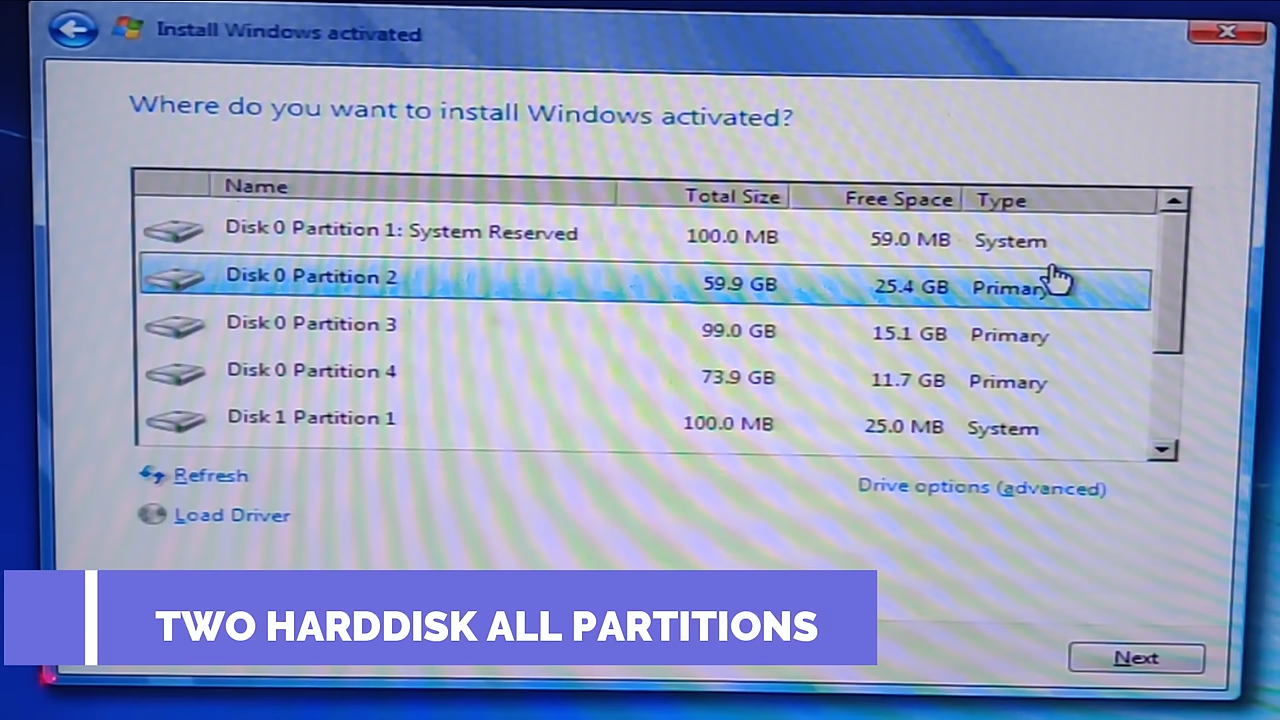 Install Windows activated
Where do you want to install Windows activated?
Name Total Size Free Space Type
Disk 0 Partition 1: System Reserved 100.0 MB 59.0 MB System
Disk 0 Partition 2 59.9 GB 25.4 GB Primary
Disk 0 Partition 3 99.0 GB 15.1 GB Primary
Disk 0 Partition 4 73.9 GB 11.7 GB Primary
Disk 1 Partition 1 100.0 MB 25.0 MB System
Refresh Drive options (advanced)
Load Driver
TWO HARDDISK ALL PARTITIONS
Next